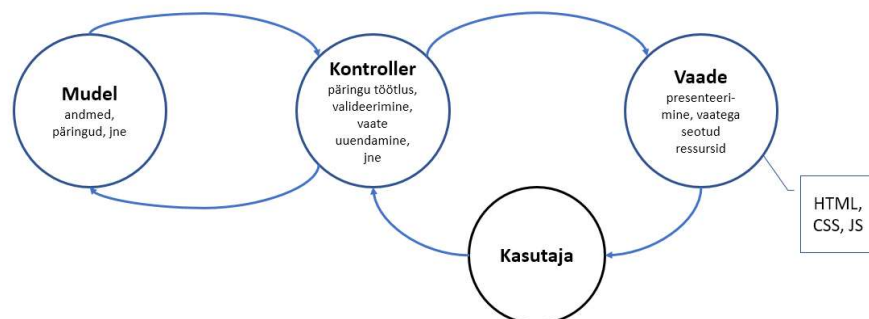 Mudel
andmed,
päringud, jne
Kontroller
päringu töötlus,
valideerimine,
vaate
uuendamine,
jne
Vaade
presenteeri-
mine, vaatega
seotud
ressursid
HTML,
CSS, JS
Kasutaja